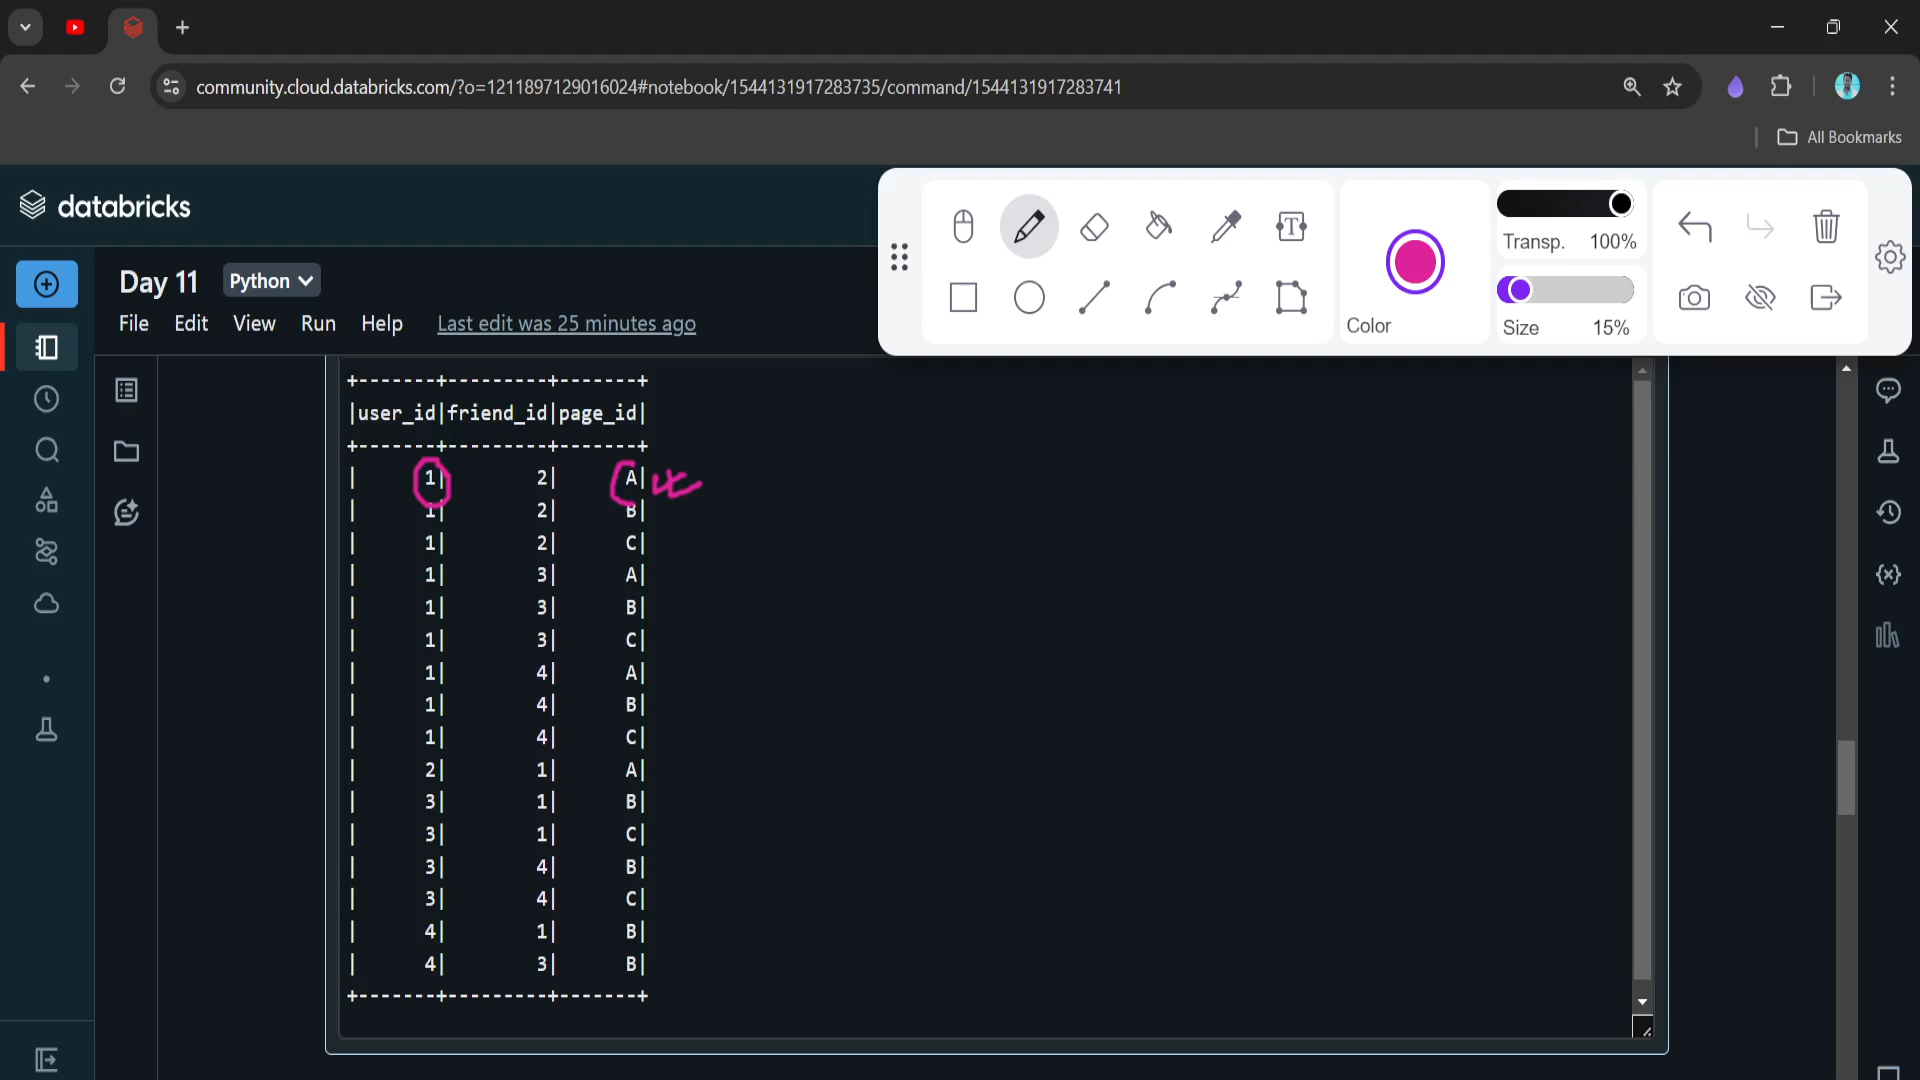 community.cloud.databricks.com/?o=1211897129016024#notebook/1544131917283735/command/1544131917283741
All Bookmarks
databricks
Transp. 100%
Color
Size 15%
Day 11 Python
File Edit View Run Help Last edit was 25 minutes ago
+-------+---------+-------+
|user_id|friend_id|page_id|
+-------+---------+-------+
|      1|        2|      A|
|      1|        2|      B|
|      1|        2|      C|
|      1|        3|      A|
|      1|        3|      B|
|      1|        3|      C|
|      1|        4|      A|
|      1|        4|      B|
|      1|        4|      C|
|      2|        1|      A|
|      3|        1|      B|
|      3|        1|      C|
|      3|        4|      B|
|      3|        4|      C|
|      4|        1|      B|
|      4|        3|      B|
+-------+---------+-------+